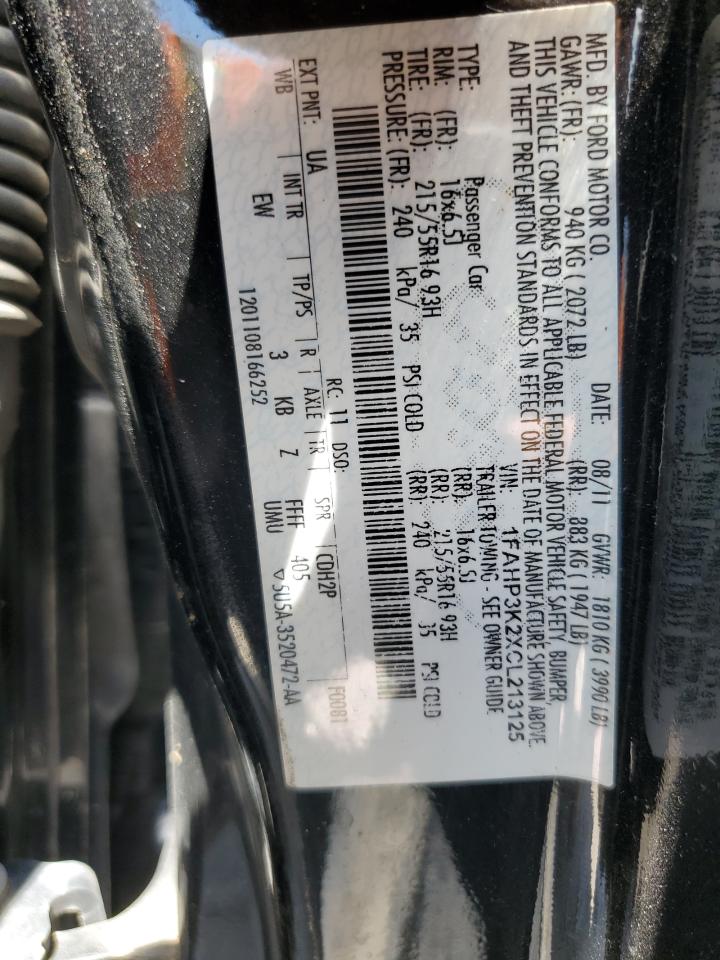 MFD. BY FORD MOTOR CO.
DATE: 08/11 GVWR: 1810 KG ( 3990 LB)
GAWR: (FR): 940 KG ( 2072 LB) (RR): 883 KG ( 1947 LB)
THIS VEHICLE CONFORMS TO ALL APPLICABLE FEDERAL MOTOR VEHICLE SAFETY, BUMPER,
AND THEFT PREVENTION STANDARDS IN EFFECT ON THE DATE OF MANUFACTURE SHOWN ABOVE.
VIN: 1FAHP3K2XCL213125
TYPE: Passenger Car TRAILER TOWING - SEE OWNER GUIDE
RIM: (FR): 16x6.5J (RR): 16x6.5J
TIRE: (FR): 215/55R16 93H (RR): 215/55R16 93H
PRESSURE: (FR): 240 kPa/ 35 PSI COLD (RR): 240 kPa/ 35 PSI COLD
F0081
EXT PNT: UA RC: 11 DSO: CDH2P
WB INT TR TP/PS R AXLE TR SPR 405
EW 3 KB Z FFFF UMU
1201108166252 ▽5U5A-3520472-AA